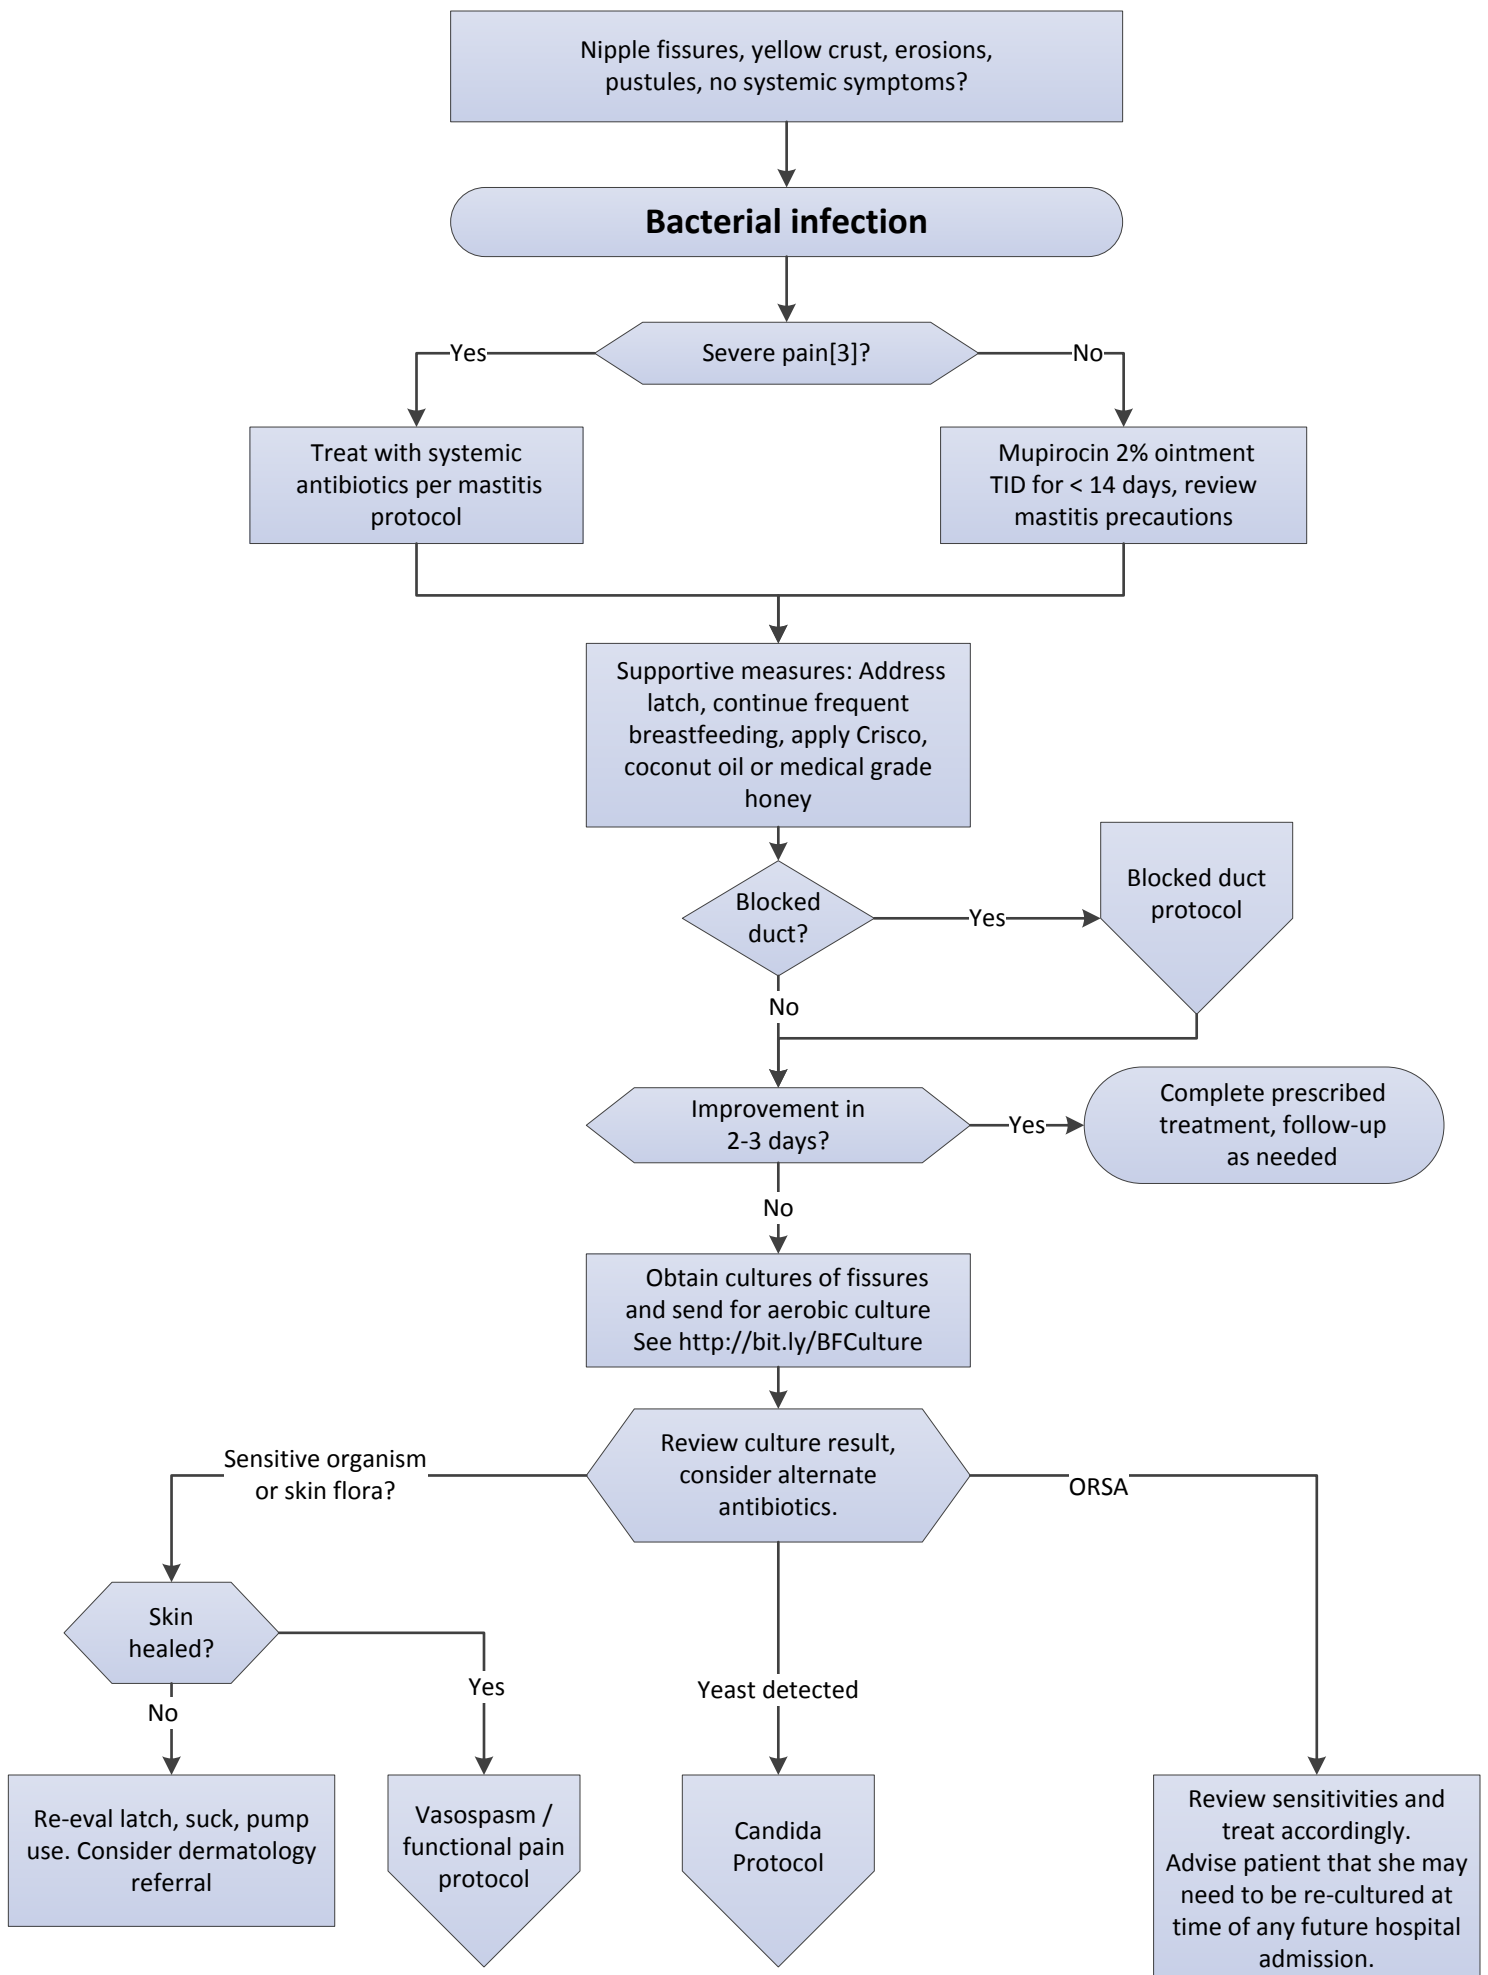 Nipple fissures, yellow crust, erosions,
pustules, no systemic symptoms?
Bacterial infection
Severe pain[3]?
Yes
No
Treat with systemic
antibiotics per mastitis
protocol
Mupirocin 2% ointment
TID for < 14 days, review
mastitis precautions
Supportive measures: Address
latch, continue frequent
breastfeeding, apply Crisco,
coconut oil or medical grade
honey
Blocked
duct?
Yes
Blocked duct
protocol
No
Improvement in
2-3 days?
Yes
Complete prescribed
treatment, follow-up
as needed
No
Obtain cultures of fissures
and send for aerobic culture
See http://bit.ly/BFCulture
Review culture result,
consider alternate
antibiotics.
Sensitive organism
or skin flora?
ORSA
Skin
healed?
No
Yes
Yeast detected
Re-eval latch, suck, pump
use. Consider dermatology
referral
Vasospasm /
functional pain
protocol
Candida
Protocol
Review sensitivities and
treat accordingly.
Advise patient that she may
need to be re-cultured at
time of any future hospital
admission.